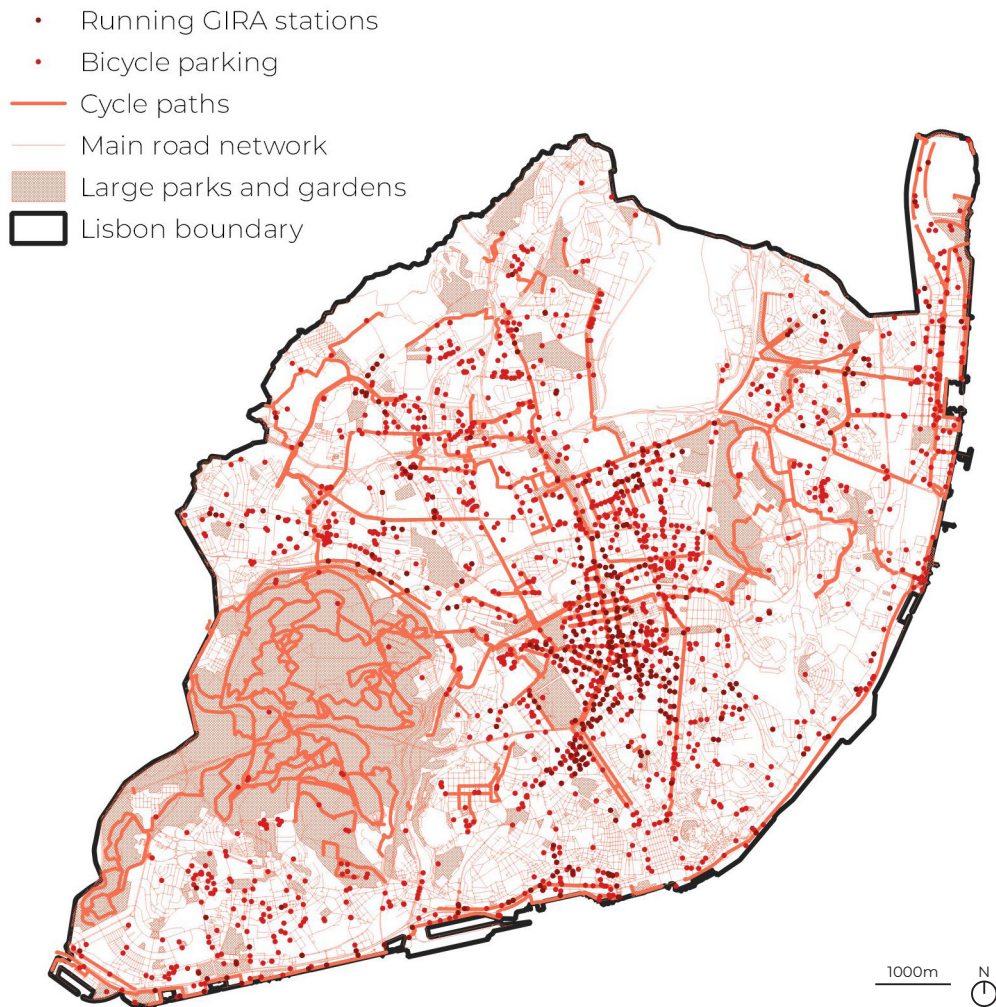 Running GIRA stations
Bicycle parking
Cycle paths
Main road network
Large parks and gardens
Lisbon boundary
1000m
N